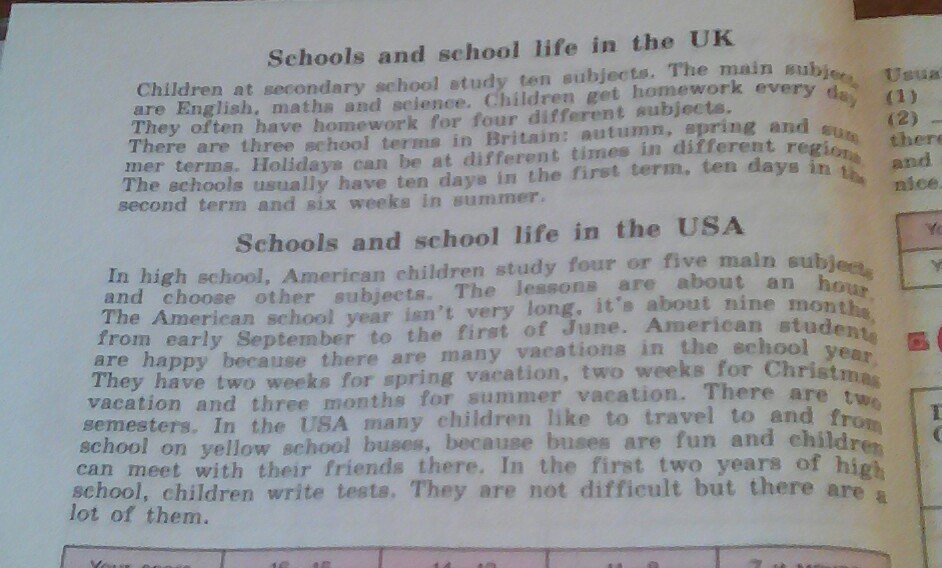 Schools and school life in the UK
Children at secondary school study ten subjects. The main
are English, maths and science. Children get homework every day
They often have homework for four different subjects.
There are three school terms in Britain: autumn, spring and sum
mer terms. Holidays can be at different times in different regions
The schools usually have ten days in the first term, ten days in the
second term and six weeks in summer.
Schools and school life in the USA
In high school, American children study four or five main subjects
and choose other subjects. The lessons are about an hour.
The American school year isn't very long, it's about nine months,
from early September to the first of June. American students
are happy because there are many vacations in the school year.
They have two weeks for spring vacation, two weeks for Christmas
vacation and three months for summer vacation. There are two
semesters. In the USA many children like to travel to and from
school on yellow school buses, because buses are fun and children
can meet with their friends there. In the first two years of high
school, children write tests. They are not difficult but there are a
lot of them.
(1)
(2) –
and
nice.